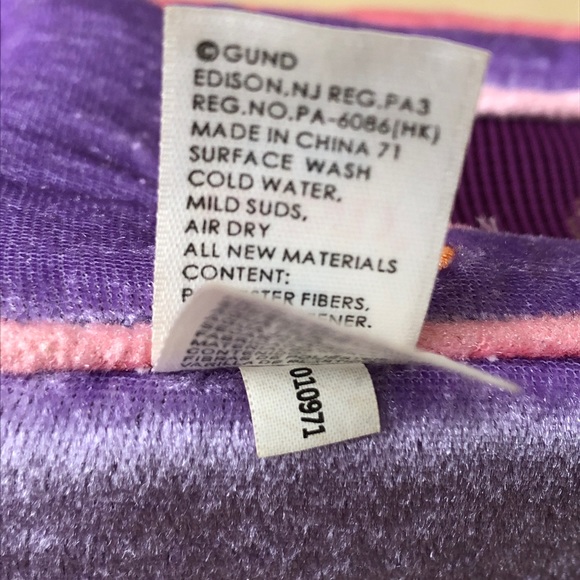 ©GUND
EDISON.NJ REG.PA3
REG.NO.PA-6086(HK)
MADE IN CHINA 71
SURFACE WASH
COLD WATER,
MILD SUDS,
AIR DRY
ALL NEW MATERIALS
CONTENT:
FIBERS,
010971